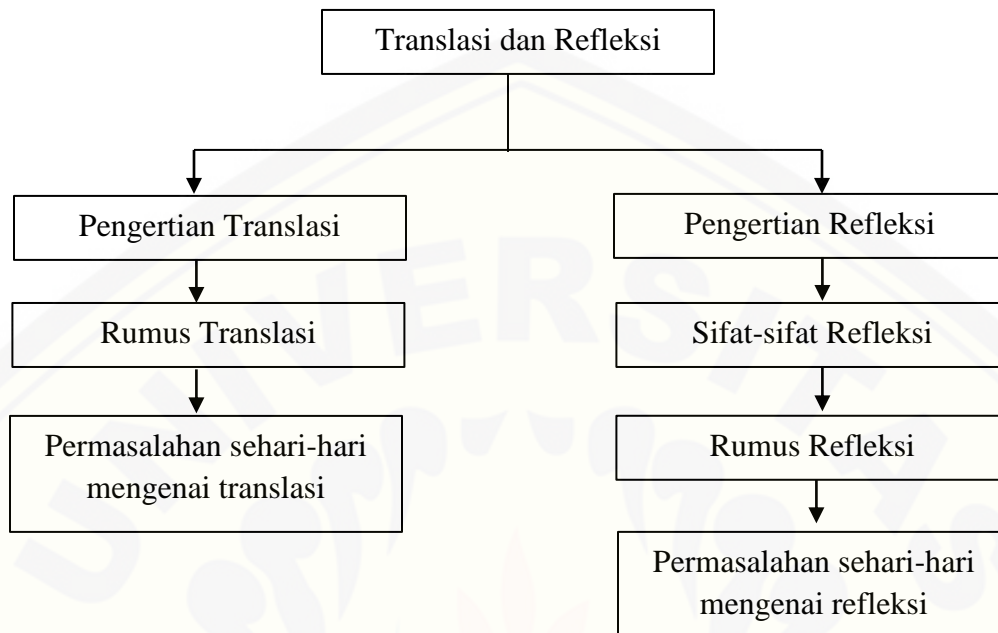 Translasi dan Refleksi
Pengertian Translasi
Rumus Translasi
Permasalahan sehari-hari
mengenai translasi
Pengertian Refleksi
Sifat-sifat Refleksi
Rumus Refleksi
Permasalahan sehari-hari
mengenai refleksi
UNIVERSITAS